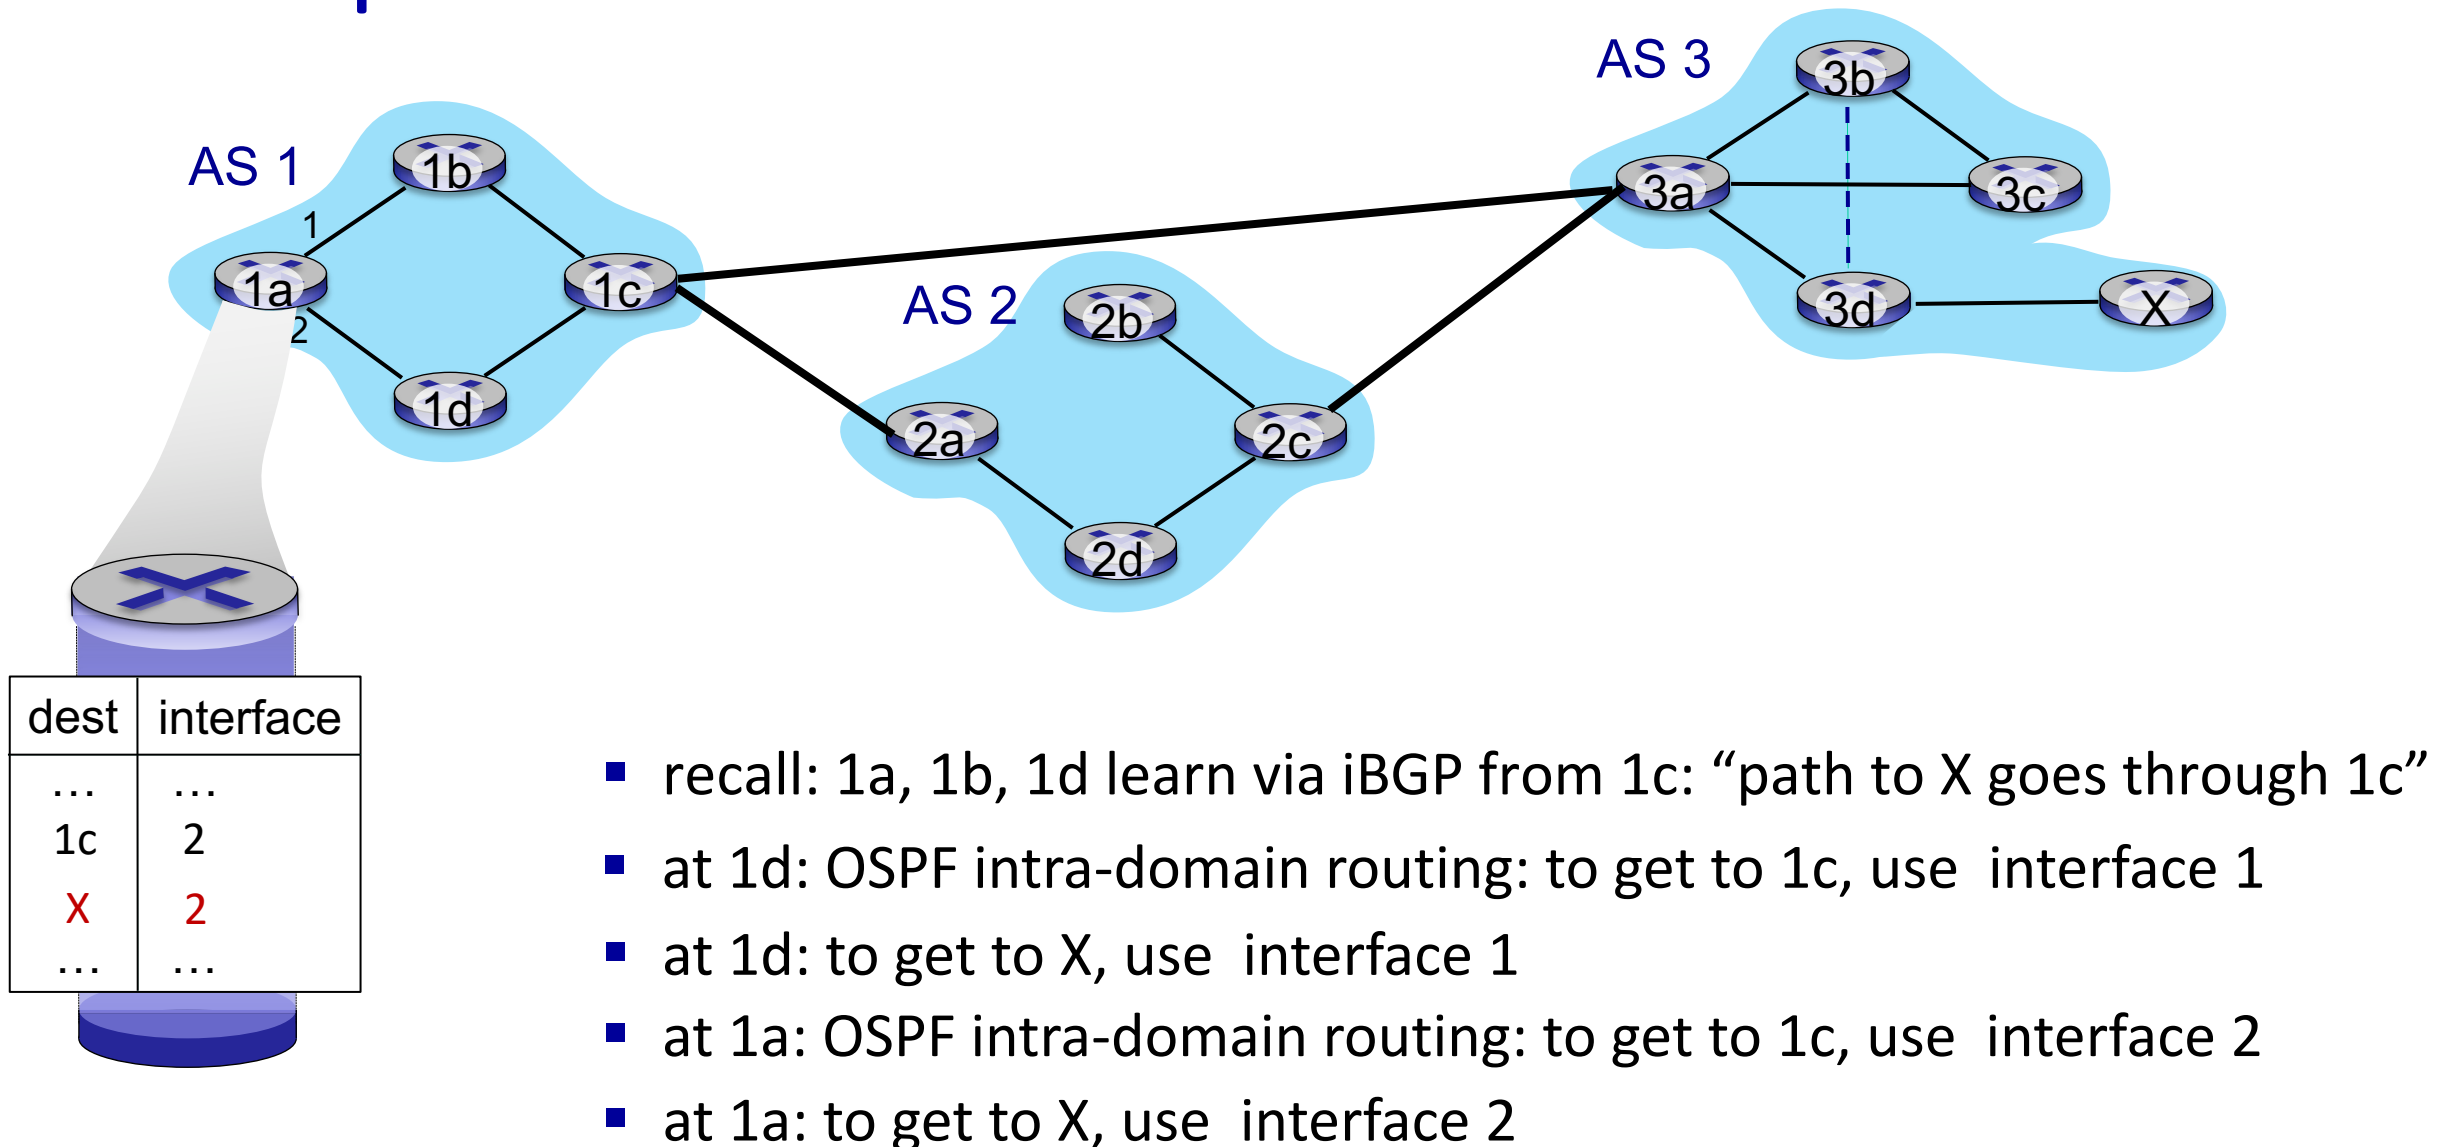 AS 3
3b
AS 1
1b
3a
3c
1
1a
1c
AS 2
2b
3d
X
2
1d
2a
2c
2d
dest interface
... ...
1c 2
X 2
... ...
▪ recall: 1a, 1b, 1d learn via iBGP from 1c: “path to X goes through 1c”
▪ at 1d: OSPF intra-domain routing: to get to 1c, use interface 1
▪ at 1d: to get to X, use interface 1
▪ at 1a: OSPF intra-domain routing: to get to 1c, use interface 2
▪ at 1a: to get to X, use interface 2